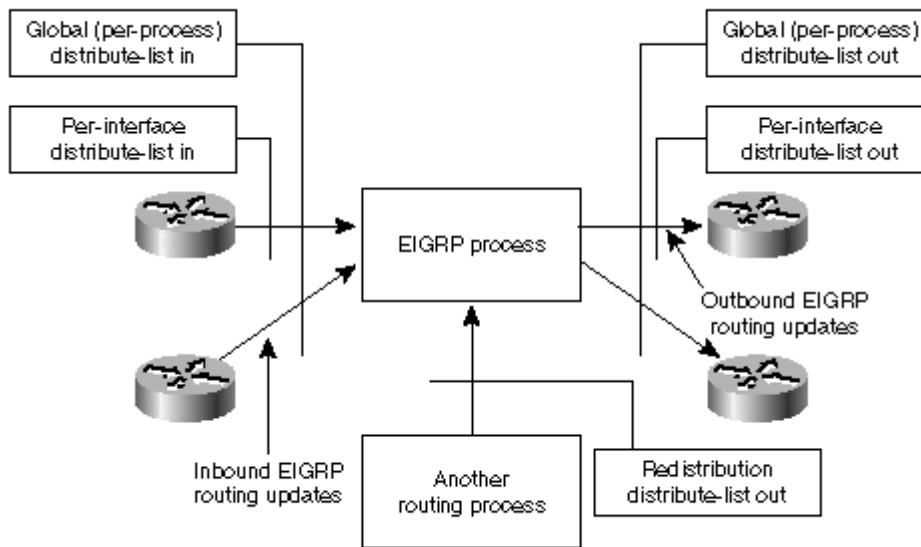 Global (per-process)
distribute-list in
Global (per-process)
distribute-list out
Per-interface
distribute-list in
Per-interface
distribute-list out
EIGRP process
Outbound EIGRP
routing updates
Inbound EIGRP
routing updates
Another
routing process
Redistribution
distribute-list out